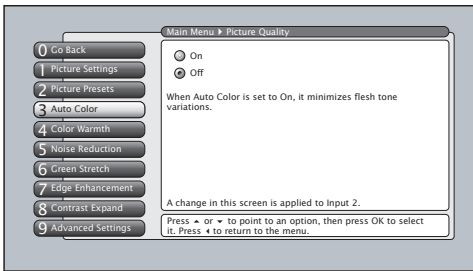 Main Menu ▶ Picture Quality
0 Go Back
1 Picture Settings
2 Picture Presets
3 Auto Color
4 Color Warmth
5 Noise Reduction
6 Green Stretch
7 Edge Enhancement
8 Contrast Expand
9 Advanced Settings
On
Off
When Auto Color is set to On, it minimizes flesh tone
variations.
A change in this screen is applied to Input 2.
Press ▲ or ▼ to point to an option, then press OK to select
it. Press ◀ to return to the menu.